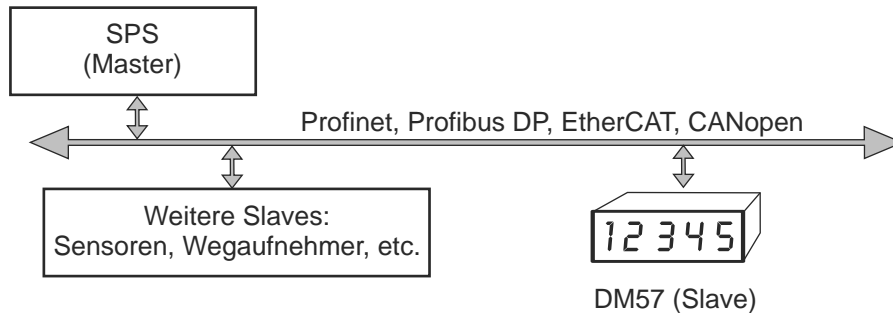 SPS
(Master)
Profinet, Profibus DP, EtherCAT, CANopen
Weitere Slaves:
Sensoren, Wegaufnehmer, etc.
12345
DM57 (Slave)